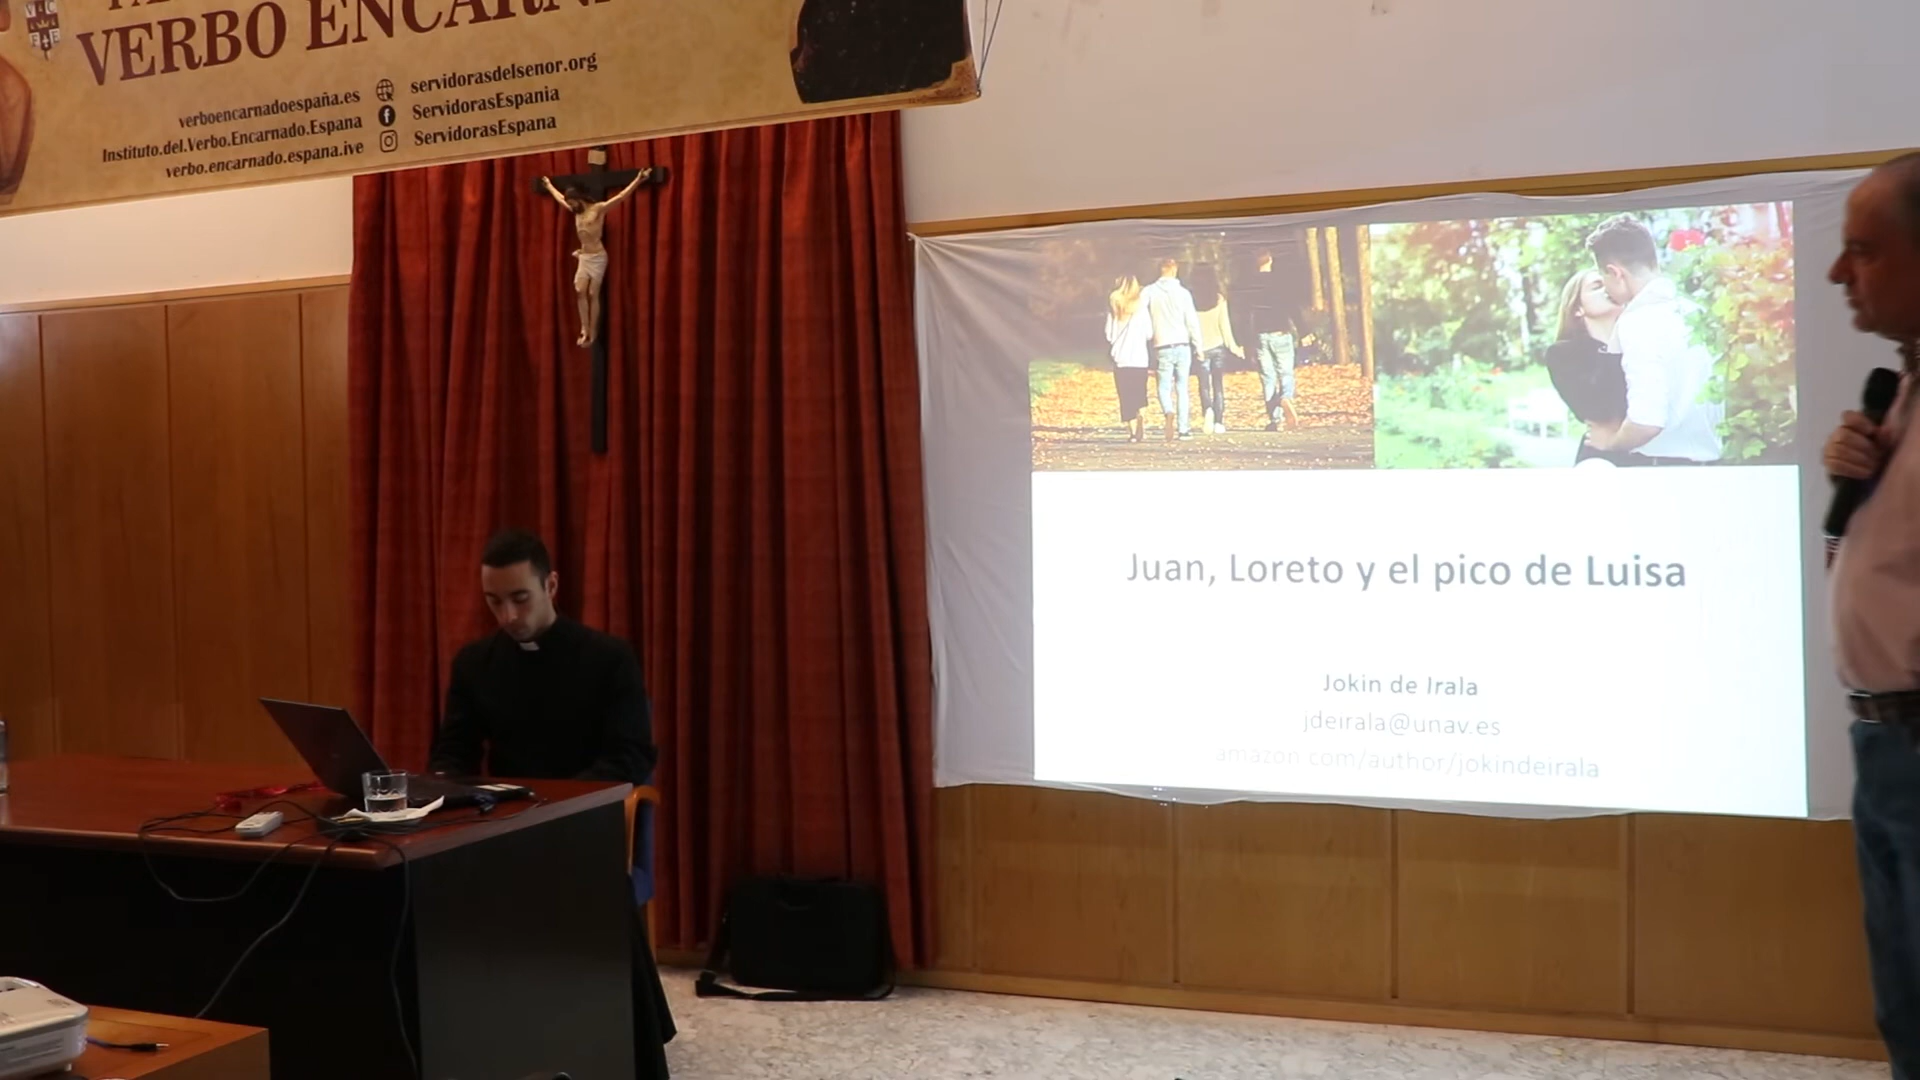 VERBO ENCARN
verboencarnadoespaña.es
Instituto.del.Verbo.Encarnado.Espana
verbo.encarnado.espana.ive
servidorasdelsenor.org
ServidorasEspania
ServidorasEspana
Juan, Loreto y el pico de Luisa
Jokin de Irala
jdeirala@unav.es
amazon.com/author/jokindeirala